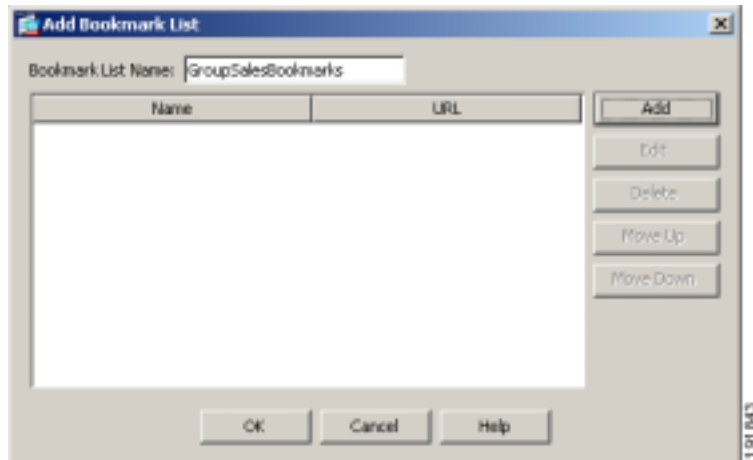 Add Bookmark List
Bookmark List Name: GroupSalesBookmarks
Name URL
Add
Edit
Delete
Move Up
Move Down
OK Cancel Help
191843